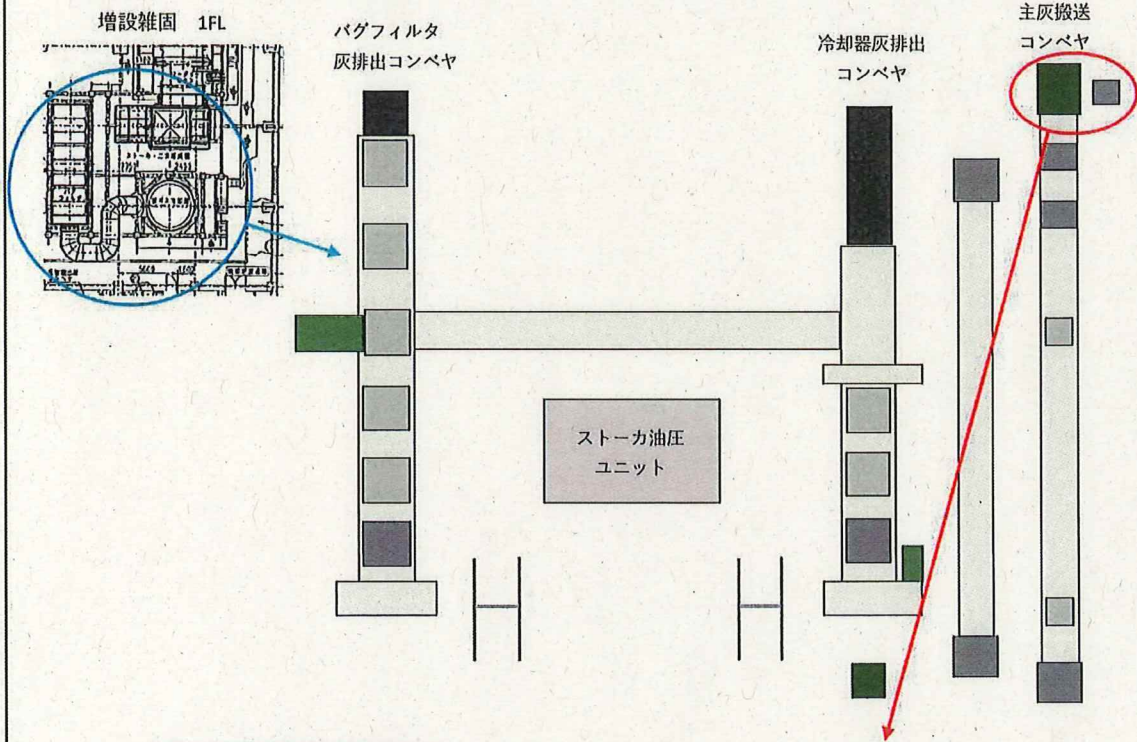 増設雑固 1FL
バグフィルタ
灰排出コンベヤ
冷却器灰排出
コンベヤ
主灰搬送
コンベヤ
ストーカ油圧
ユニット